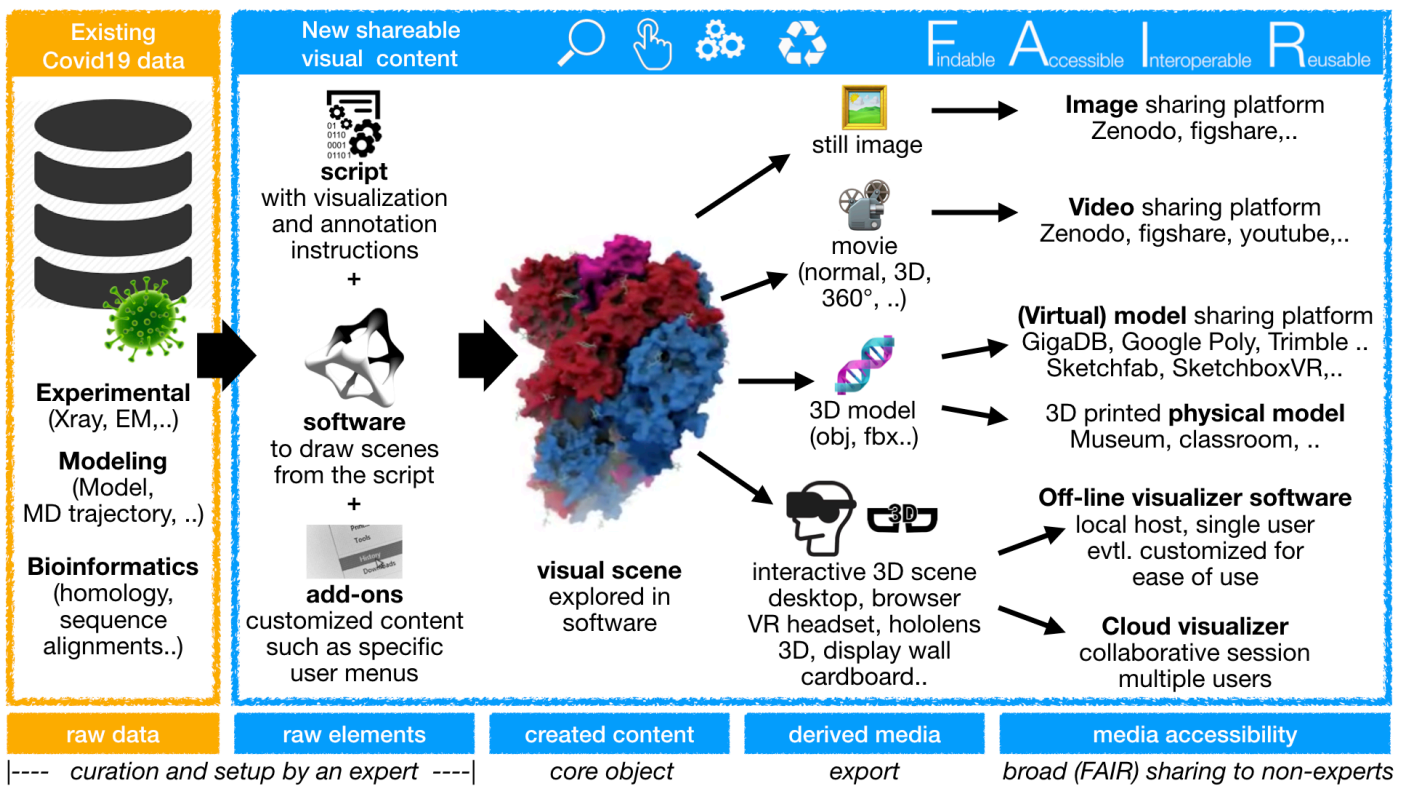 Existing
Covid19 data
New shareable
visual content
Findable
Accessible
Interoperable
Reusable
Experimental
(Xray, EM,..)
Modeling
(Model,
MD trajectory, ..)
Bioinformatics
(homology,
sequence
alignments..)
01
0110
0001
01101
script
with visualization
and annotation
instructions
+
software
to draw scenes
from the script
+
Tools
History
add-ons
customized content
such as specific
user menus
visual scene
explored in
software
still image
movie
(normal, 3D,
360°, ..)
3D model
(obj, fbx..)
3D
interactive 3D scene
desktop, browser
VR headset, hololens
3D, display wall
cardboard..
Image sharing platform
Zenodo, figshare,..
Video sharing platform
Zenodo, figshare, youtube,..
(Virtual) model sharing platform
GigaDB, Google Poly, Trimble ..
Sketchfab, SketchboxVR,..
3D printed physical model
Museum, classroom, ..
Off-line visualizer software
local host, single user
evtl. customized for
ease of use
Cloud visualizer
collaborative session
multiple users
raw data
raw elements
created content
derived media
media accessibility
|---- curation and setup by an expert ----|
core object
export
broad (FAIR) sharing to non-experts